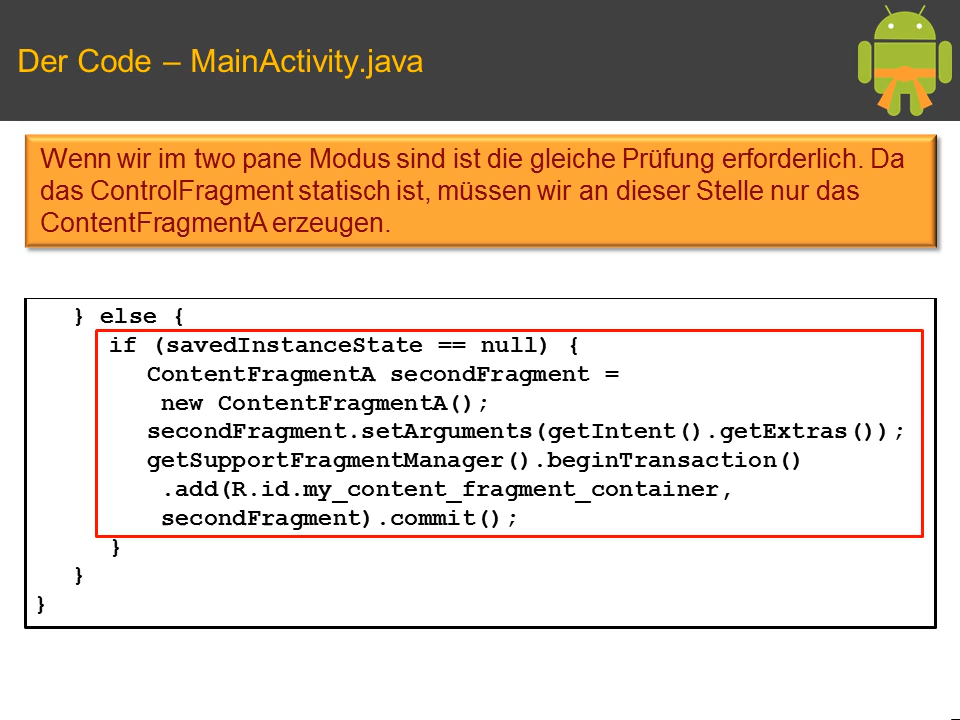 Der Code – MainActivity.java
Wenn wir im two pane Modus sind ist die gleiche Prüfung erforderlich. Da
das ControlFragment statisch ist, müssen wir an dieser Stelle nur das
ContentFragmentA erzeugen.
} else {
if (savedInstanceState == null) {
ContentFragmentA secondFragment =
new ContentFragmentA();
secondFragment.setArguments(getIntent().getExtras());
getSupportFragmentManager().beginTransaction()
.add(R.id.my_content_fragment_container,
secondFragment).commit();
}
}
}